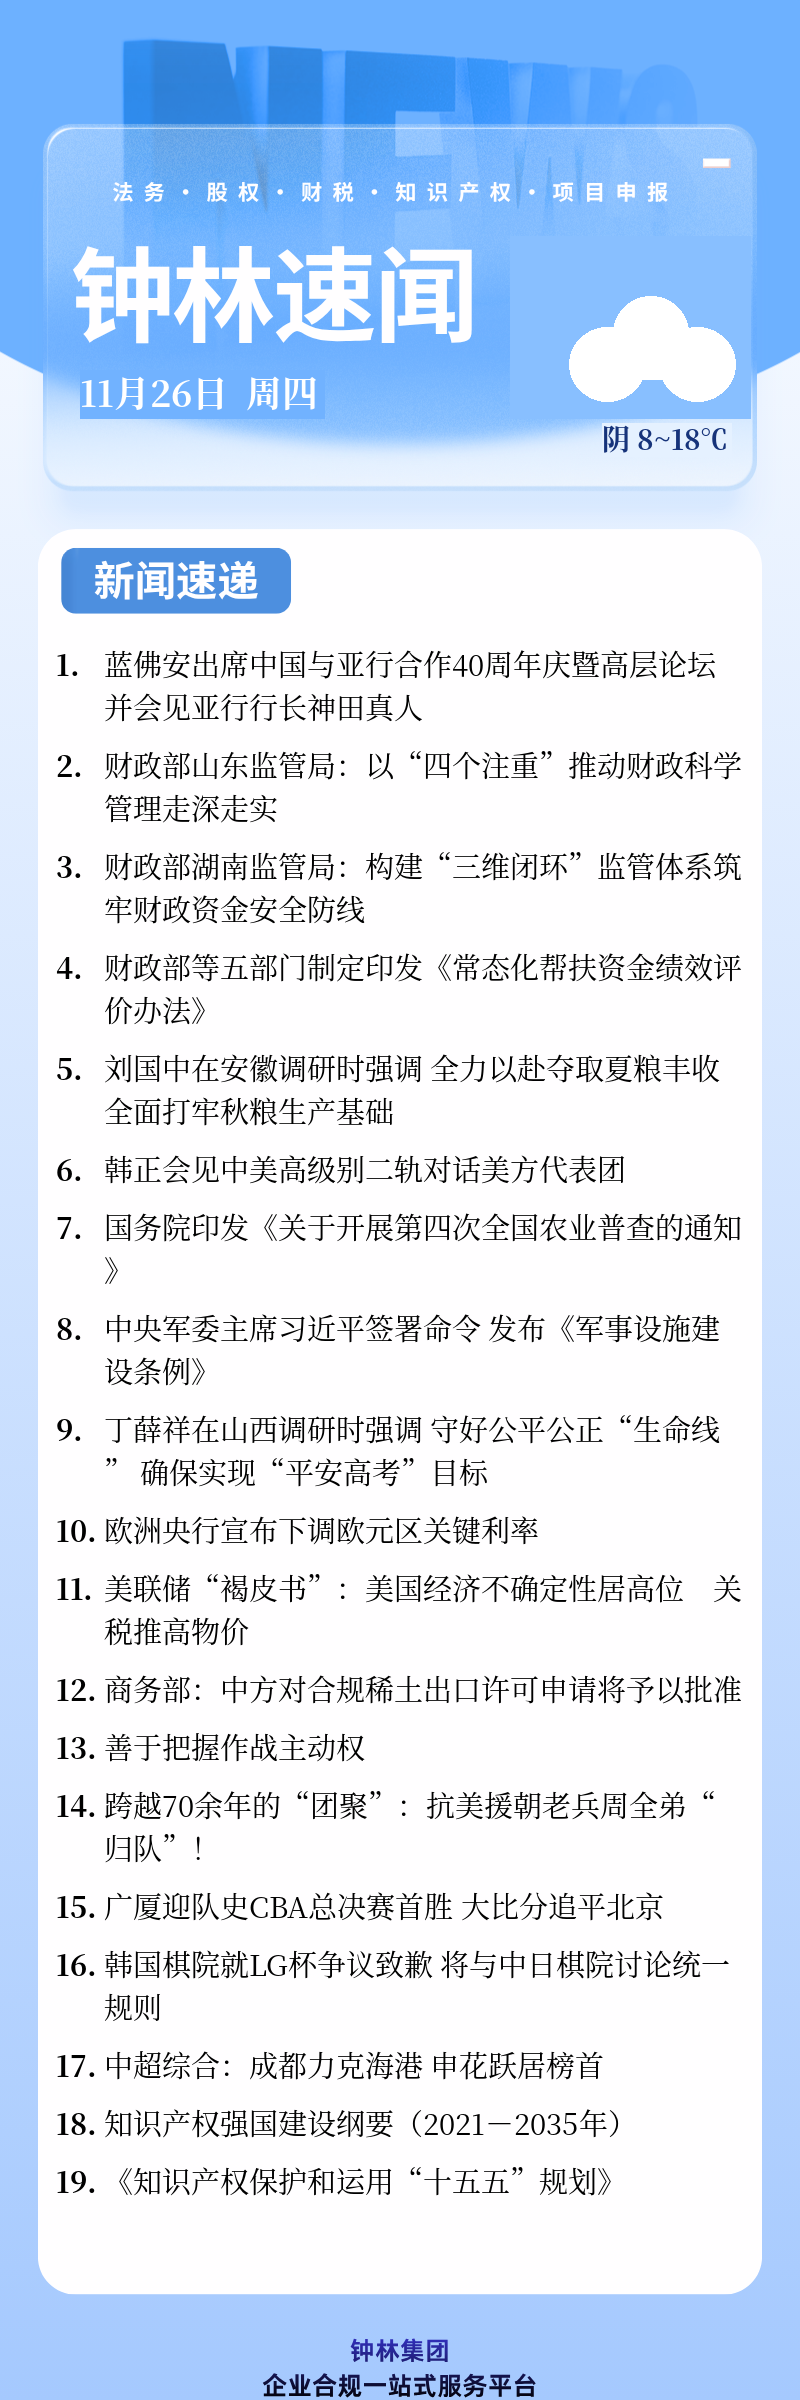 NEWS
法务·股权·财税·知识产权·项目申报
钟林速闻
11月26日 周四
阴 8~18℃
新闻速递
1. 蓝佛安出席中国与亚行合作40周年庆暨高层论坛
并会见亚行行长神田真人
2. 财政部山东监管局：以“四个注重”推动财政科学
管理走深走实
3. 财政部湖南监管局：构建“三维闭环”监管体系筑
牢财政资金安全防线
4. 财政部等五部门制定印发《常态化帮扶资金绩效评
价办法》
5. 刘国中在安徽调研时强调 全力以赴夺取夏粮丰收
全面打牢秋粮生产基础
6. 韩正会见中美高级别二轨对话美方代表团
7. 国务院印发《关于开展第四次全国农业普查的通知
》
8. 中央军委主席习近平签署命令 发布《军事设施建
设条例》
9. 丁薛祥在山西调研时强调 守好公平公正“生命线
” 确保实现“平安高考”目标
10. 欧洲央行宣布下调欧元区关键利率
11. 美联储“褐皮书”：美国经济不确定性居高位　关
税推高物价
12. 商务部：中方对合规稀土出口许可申请将予以批准
13. 善于把握作战主动权
14. 跨越70余年的“团聚”：抗美援朝老兵周全弟“
归队”！
15. 广厦迎队史CBA总决赛首胜 大比分追平北京
16. 韩国棋院就LG杯争议致歉 将与中日棋院讨论统一
规则
17. 中超综合：成都力克海港 申花跃居榜首
18. 知识产权强国建设纲要（2021－2035年）
19. 《知识产权保护和运用“十五五”规划》
钟林集团
企业合规一站式服务平台